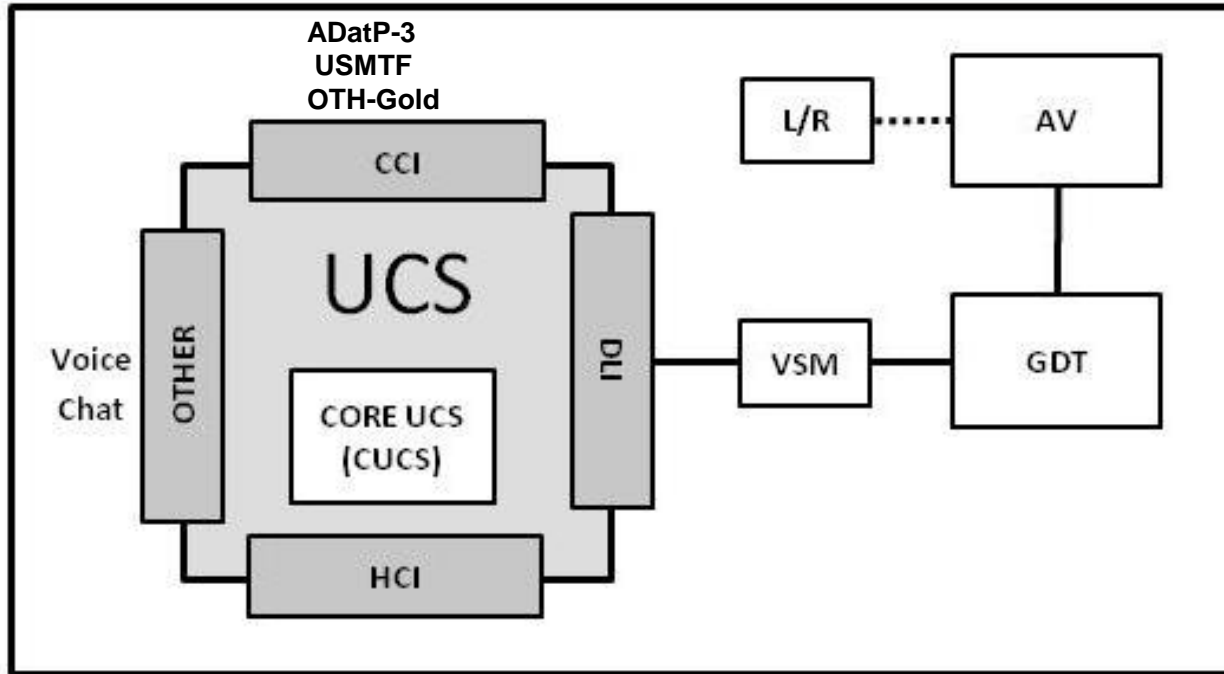 ADatP-3
USMTF
OTH-Gold
CCI
L/R
AV
UCS
OTHER
Voice
Chat
DLI
VSM
GDT
CORE UCS
(CUCS)
HCI